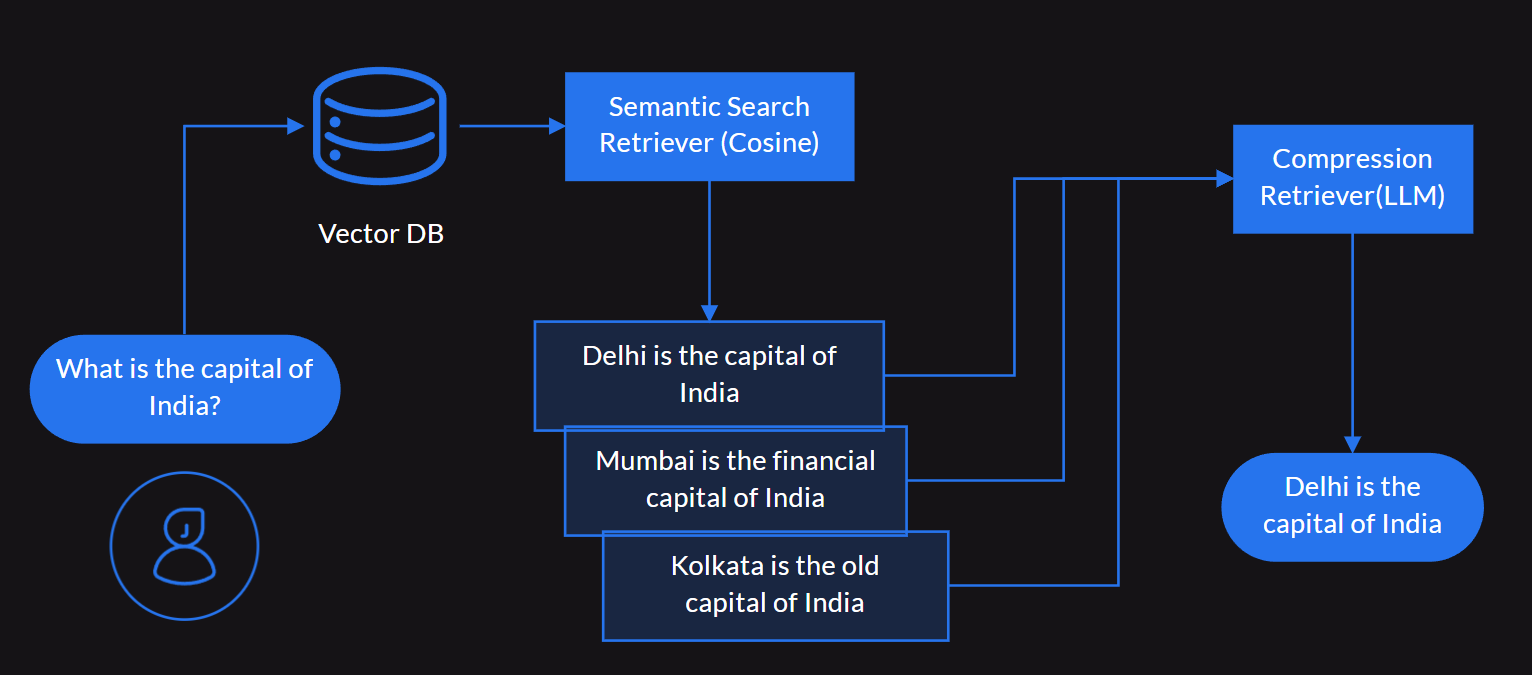 Semantic Search
Retriever (Cosine)
Compression
Retriever(LLM)
Vector DB
What is the capital of
India?
Delhi is the capital of
India
Mumbai is the financial
capital of India
Kolkata is the old
capital of India
Delhi is the
capital of India